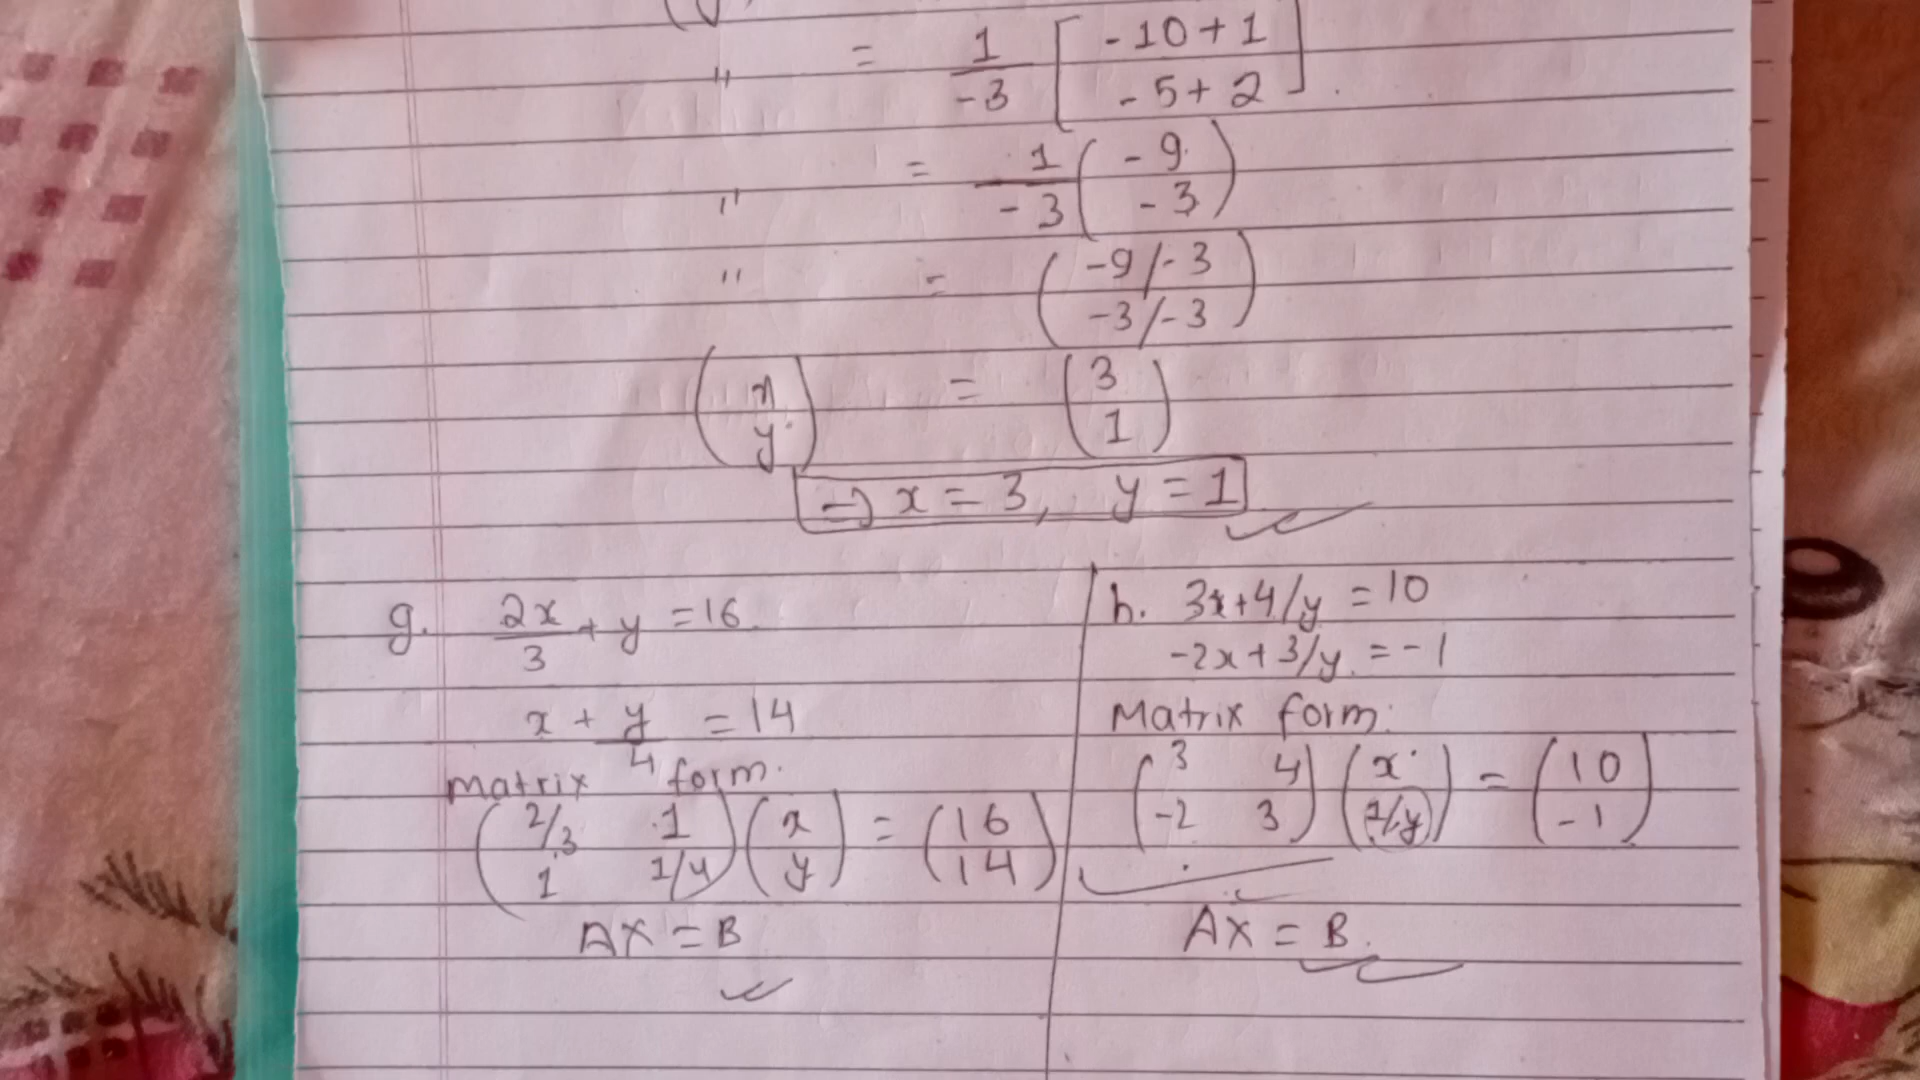 " = 1/-3 [ -10+1 / -5+2 ].
" = 1/-3 ( -9 / -3 )
" = ( -9/-3 / -3/-3 )
( x / y ) = ( 3 / 1 )
→ x = 3, y = 1
g. 2x/3 + y = 16
x + y/4 = 14
matrix form.
( 2/3 1 / 1 1/4 ) ( x / y ) = ( 16 / 14 )
AX = B
h. 3x+4/y = 10
-2x+3/y = -1
Matrix form:
( 3 4 / -2 3 ) ( x / 1/y ) = ( 10 / -1 )
AX = B.